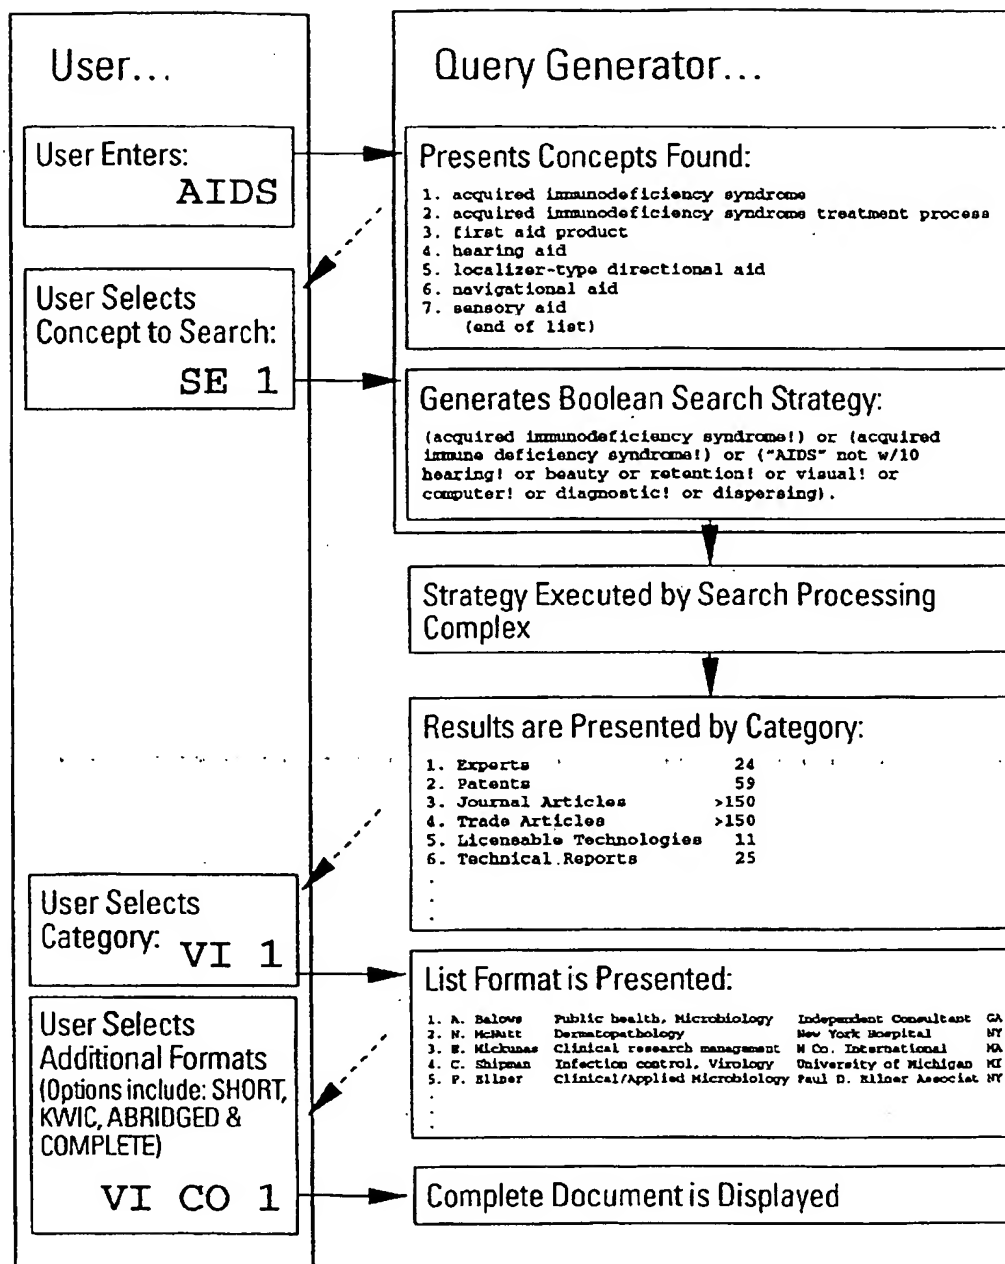 User...
Query Generator...
User Enters:
AIDS
Presents Concepts Found:
1. acquired immunodeficiency syndrome
2. acquired immunodeficiency syndrome treatment process
3. first aid product
4. hearing aid
5. localizer-type directional aid
6. navigational aid
7. sensory aid
(end of list)
User Selects
Concept to Search:
SE 1
Generates Boolean Search Strategy:
(acquired immunodeficiency syndrome!) or (acquired
immune deficiency syndrome!) or ("AIDS" not w/10
hearing! or beauty or retention! or visual! or
computer! or diagnostic! or dispersing).
Strategy Executed by Search Processing
Complex
Results are Presented by Category:
1. Experts 24
2. Patents 59
3. Journal Articles >150
4. Trade Articles >150
5. Licensable Technologies 11
6. Technical Reports 25
.
.
.
User Selects
Category: VI 1
List Format is Presented:
1. A. Balows Public health, Microbiology Independent Consultant GA
2. N. McNutt Dermatopathology New York Hospital NY
3. E. Mickunas Clinical research management M Co. International MA
4. C. Shipman Infection control, Virology University of Michigan MI
5. P. Ellner Clinical/Applied Microbiology Paul D. Ellner Associat NY
.
.
.
User Selects
Additional Formats
(Options include: SHORT,
KWIC, ABRIDGED &
COMPLETE)
VI CO 1
Complete Document is Displayed